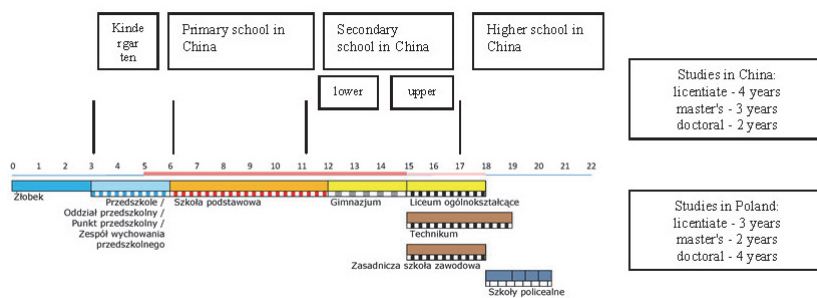 Kinde
rgar
ten
Primary school in
China
Secondary
school in China
Higher school in
China
lower
upper
Studies in China:
licentiate - 4 years
master's - 3 years
doctoral - 2 years
0 1 2 3 4 5 6 7 8 9 10 11 12 13 14 15 16 17 18 19 20 21 22
Żłobek
Przedszkole /
Oddział przedszkolny /
Punkt przedszkolny /
Zespół wychowania
przedszkolnego
Szkoła podstawowa
Gimnazjum
Liceum ogólnokształcące
Technikum
Zasadnicza szkoła zawodowa
Szkoły policealne
Studies in Poland:
licentiate - 3 years
master's - 2 years
doctoral - 4 years